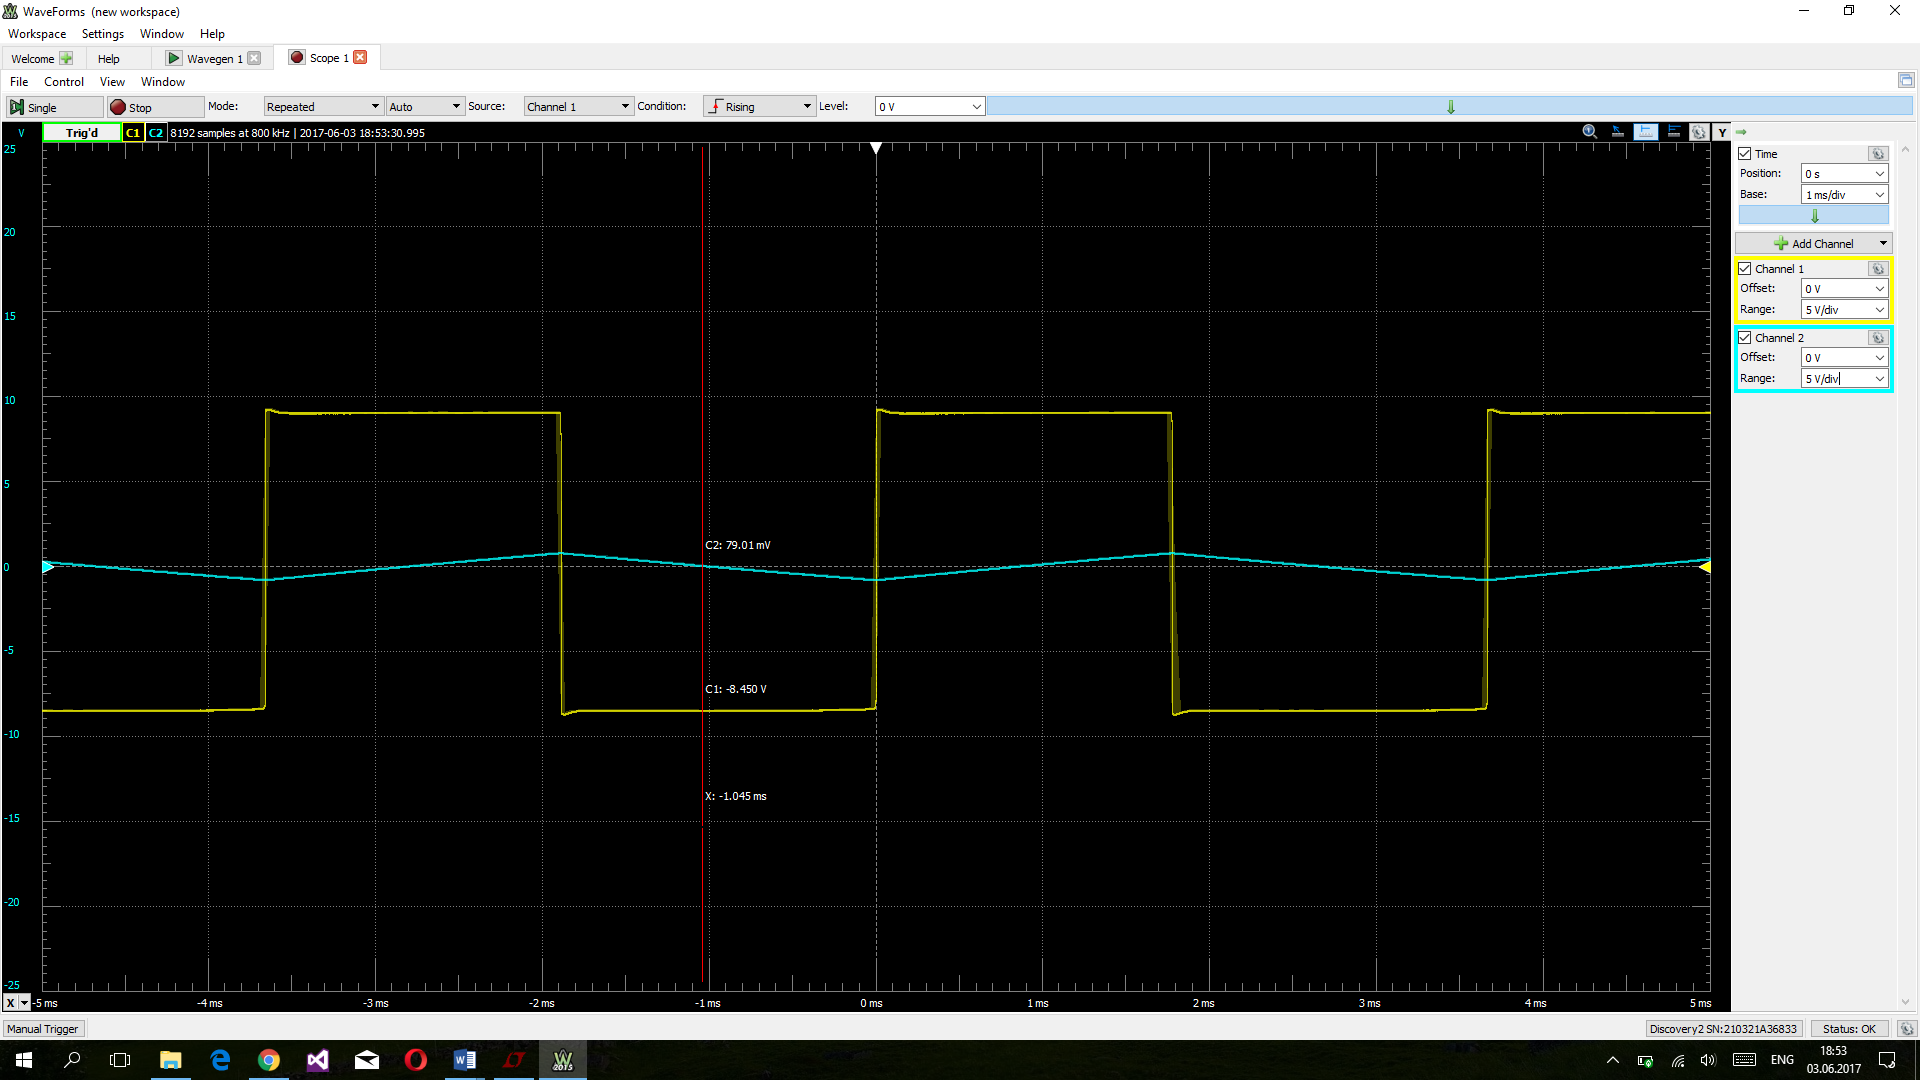 WaveForms (new workspace)
Workspace Settings Window Help
Welcome Help Wavegen 1 Scope 1
File Control View Window
Single Stop Mode: Repeated Auto Source: Channel 1 Condition: Rising Level: 0 V
V Trig'd C1 C2 8192 samples at 800 kHz | 2017-06-03 18:53:30.995 Y
25
20
15
10
5
0
-5
-10
-15
-20
-25
C2: 79.01 mV
C1: -8.450 V
X: -1.045 ms
X -5 ms -4 ms -3 ms -2 ms -1 ms 0 ms 1 ms 2 ms 3 ms 4 ms 5 ms
Time
Position: 0 s
Base: 1 ms/div
Add Channel
Channel 1
Offset: 0 V
Range: 5 V/div
Channel 2
Offset: 0 V
Range: 5 V/div
Manual Trigger Discovery2 SN:210321A36833 Status: OK
2015
ENG
18:53
03.06.2017